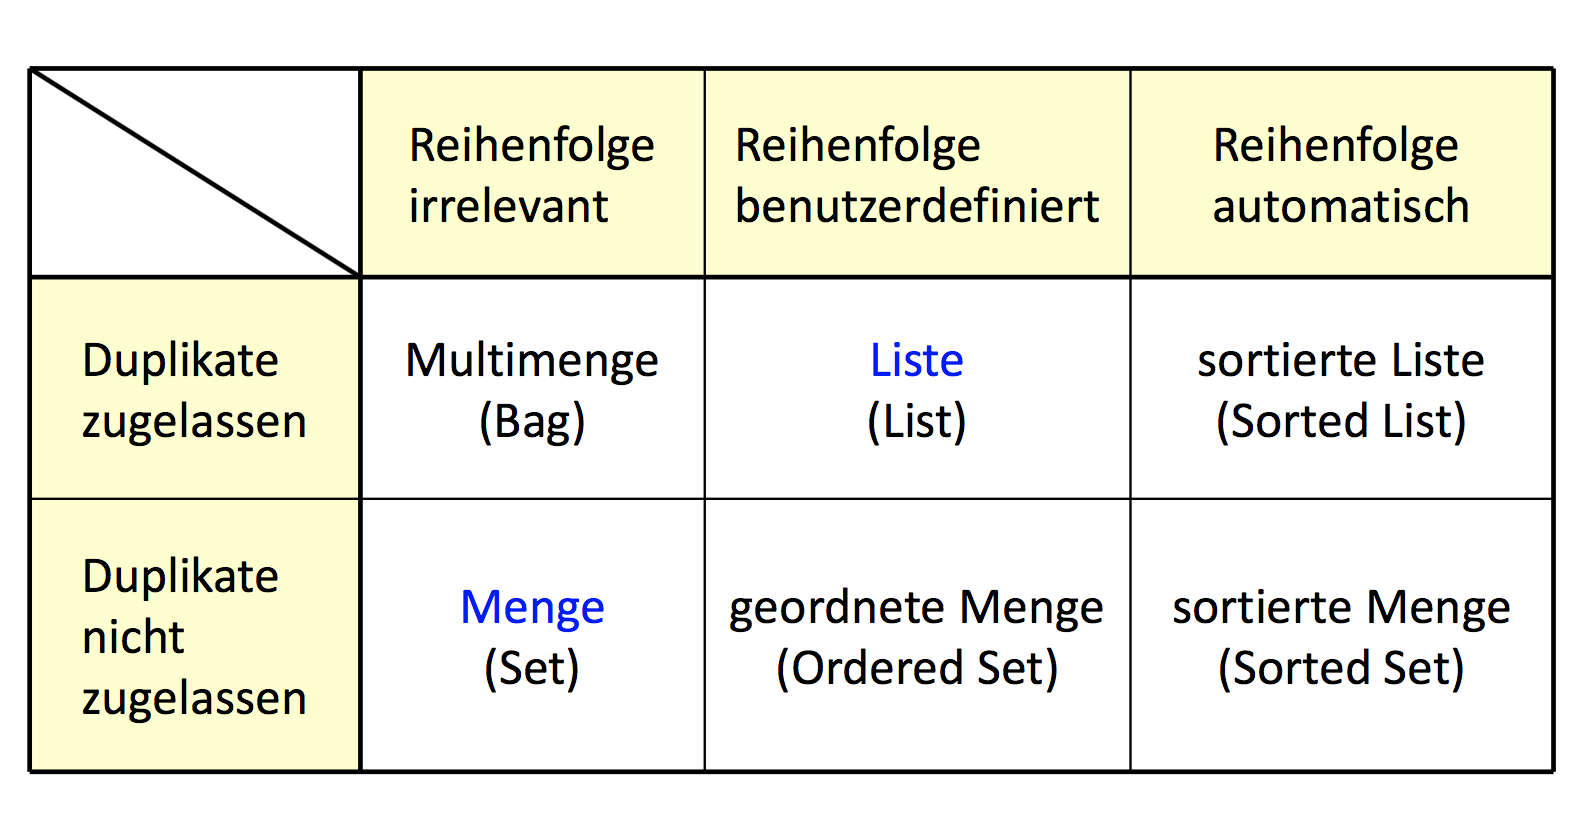 Reihenfolge
irrelevant
Reihenfolge
benutzerdefiniert
Reihenfolge
automatisch
Duplikate
zugelassen
Multimenge
(Bag)
Liste
(List)
sortierte Liste
(Sorted List)
Duplikate
nicht
zugelassen
Menge
(Set)
geordnete Menge
(Ordered Set)
sortierte Menge
(Sorted Set)